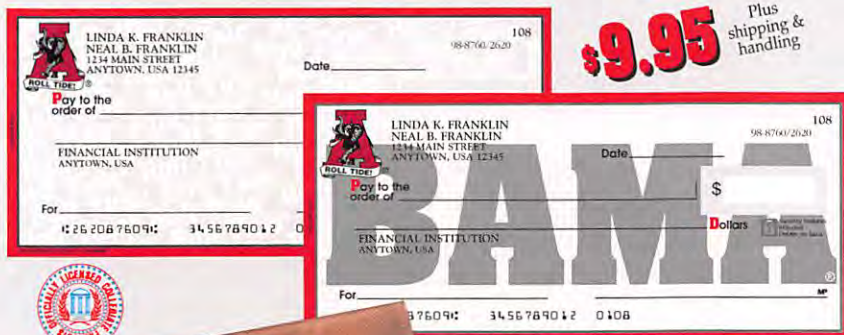 $9.95
Plus
shipping &
handling
LINDA K. FRANKLIN
NEAL B. FRANKLIN
1234 MAIN STREET
ANYTOWN, USA 12345
108
98-8760/2620
Date
A
ROLL TIDE!
®
Pay to the
order of
FINANCIAL INSTITUTION
ANYTOWN, USA
For
⑆262087609⑆ 3456789012 0
LINDA K. FRANKLIN
NEAL B. FRANKLIN
1234 MAIN STREET
ANYTOWN, USA 12345
108
98-8760/2620
Date
A
ROLL TIDE!
Pay to the
order of
$
BAMA
®
Dollars
FINANCIAL INSTITUTION
ANYTOWN, USA
For
MP
87609⑆ 3456789012 0108
OFFICIALLY LICENSED COLLEGIATE